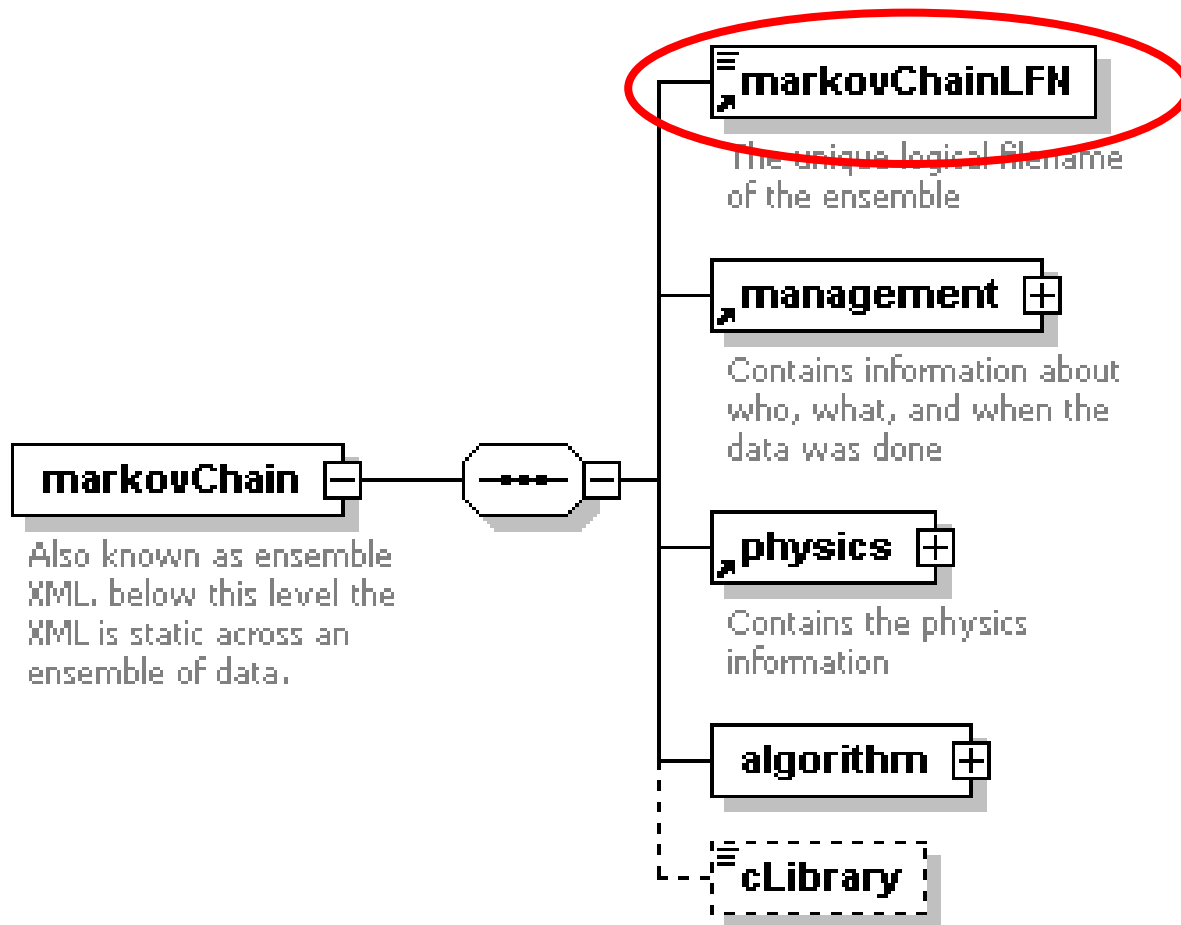 markovChainLFN
The unique logical filename
of the ensemble
management
Contains information about
who, what, and when the
data was done
markovChain
Also known as ensemble
XML. below this level the
XML is static across an
ensemble of data.
physics
Contains the physics
information
algorithm
cLibrary